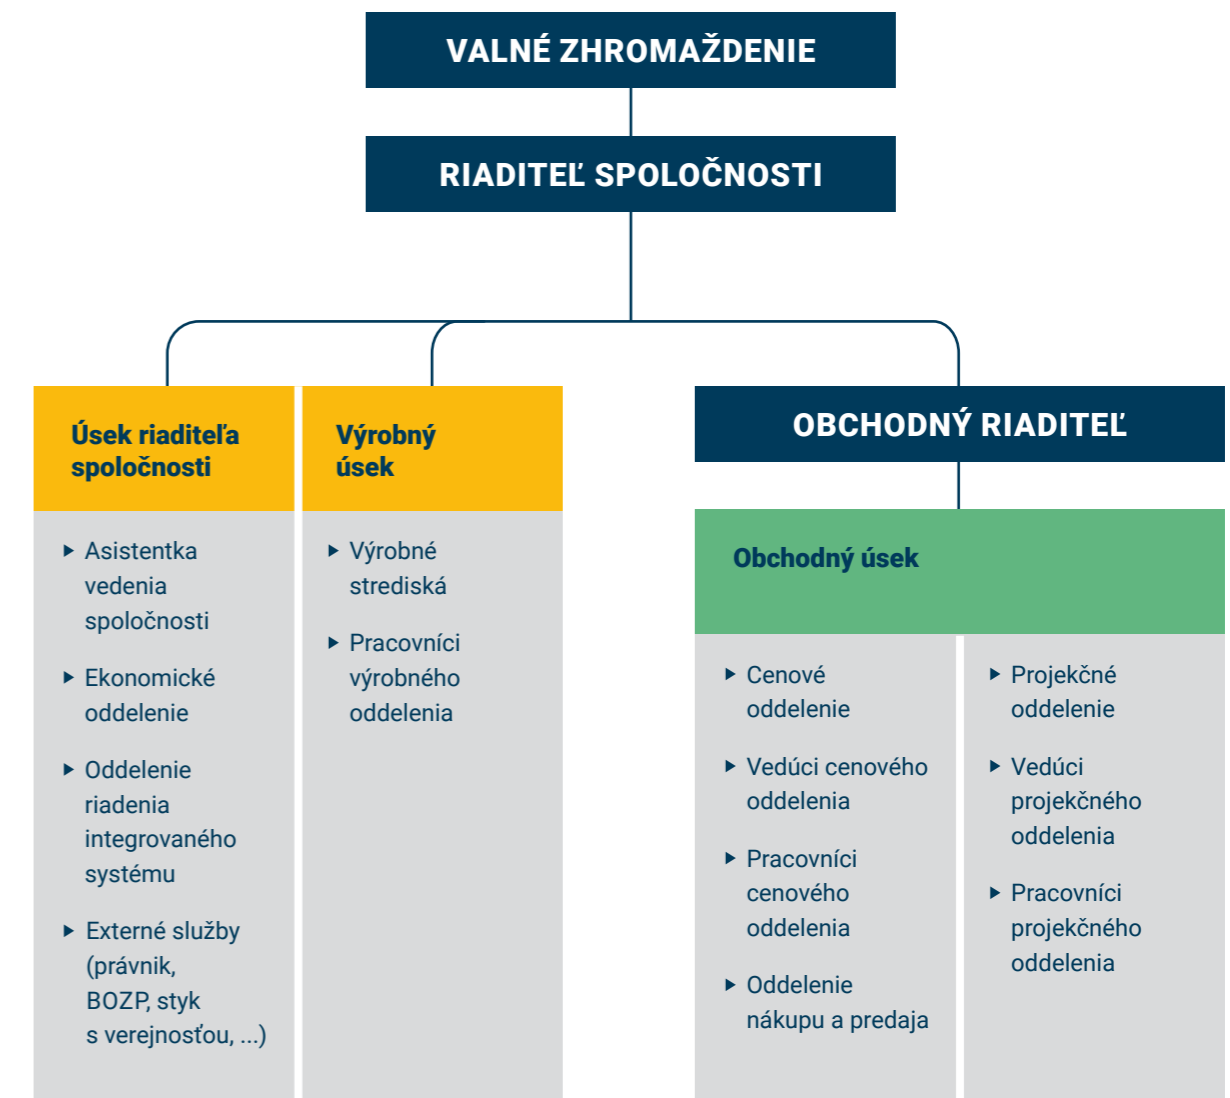 VALNÉ ZHROMAŽDENIE
RIADITEĽ SPOLOČNOSTI
Úsek riaditeľa
spoločnosti
Asistentka
vedenia
spoločnosti
Ekonomické
oddelenie
Oddelenie
riadenia
integrovaného
systému
Externé služby
(právnik,
BOZP, styk
s verejnosťou, ...)
Výrobný
úsek
Výrobné
strediská
Pracovníci
výrobného
oddelenia
OBCHODNÝ RIADITEĽ
Obchodný úsek
Cenové
oddelenie
Vedúci cenového
oddelenia
Pracovníci
cenového
oddelenia
Oddelenie
nákupu a predaja
Projekčné
oddelenie
Vedúci
projekčného
oddelenia
Pracovníci
projekčného
oddelenia